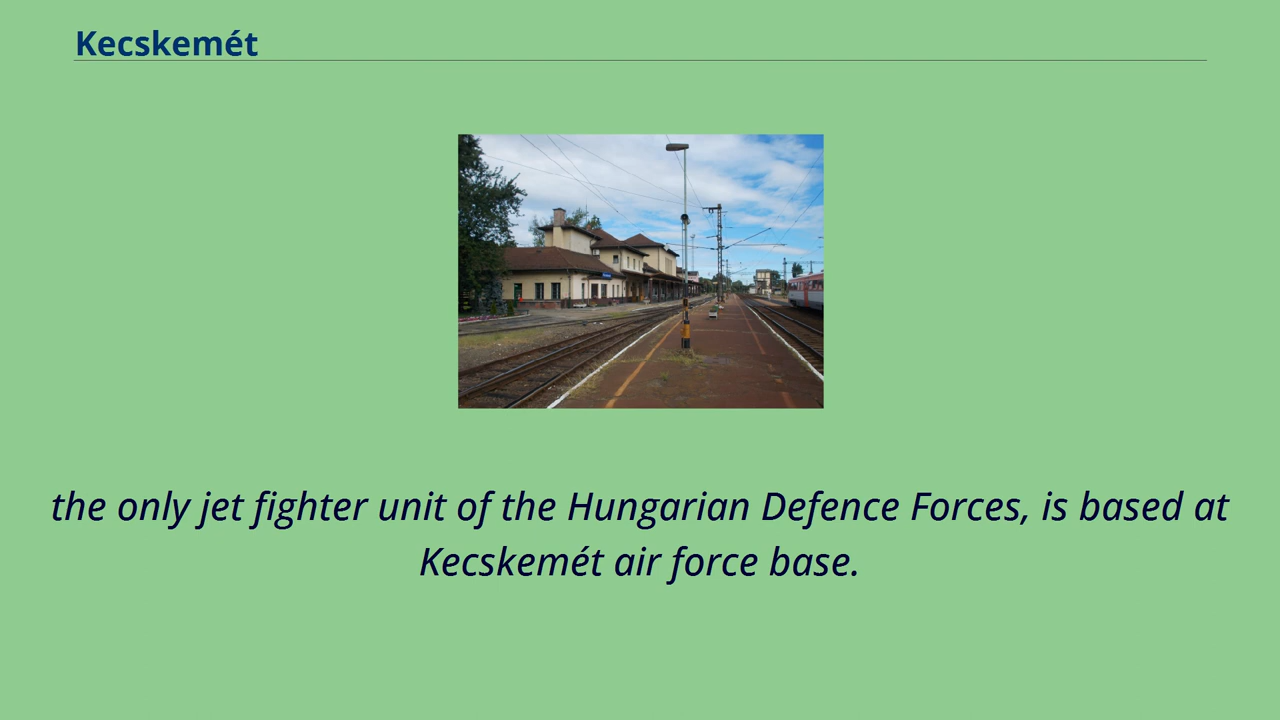 Kecskemét
the only jet fighter unit of the Hungarian Defence Forces, is based at
Kecskemét air force base.